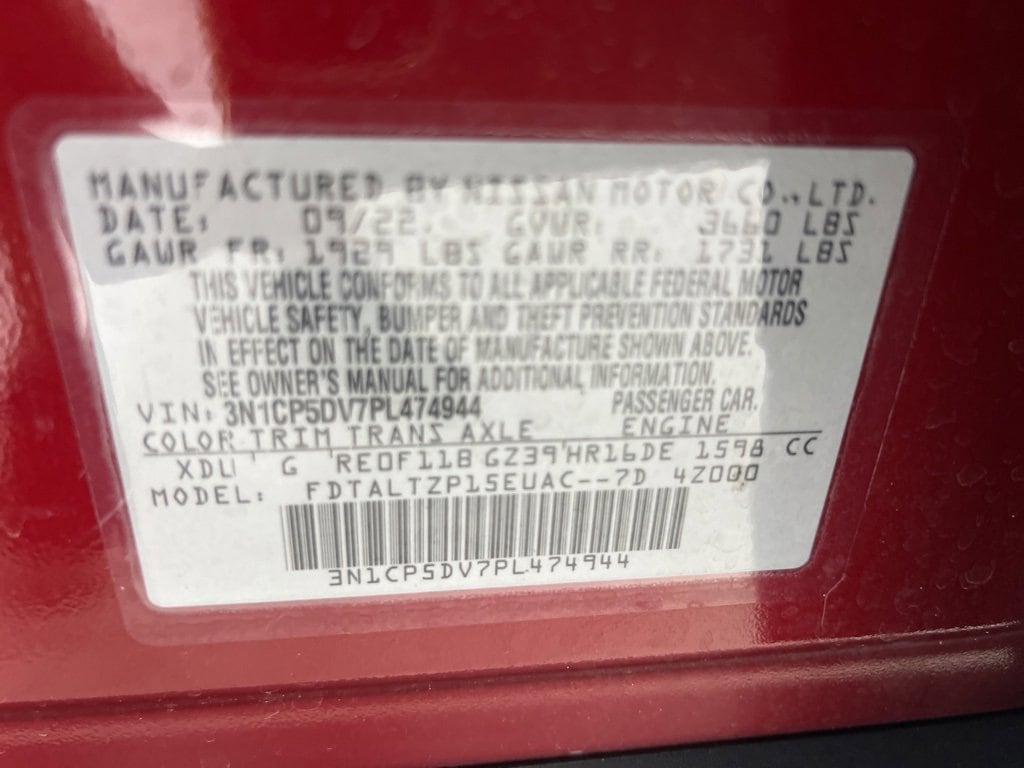 MANUFACTURED BY NISSAN MOTOR CO.,LTD.
DATE: 09/22 GVWR: 3660 LBS
GAWR FR: 1929 LBS GAWR RR: 1731 LBS
THIS VEHICLE CONFORMS TO ALL APPLICABLE FEDERAL MOTOR
VEHICLE SAFETY, BUMPER AND THEFT PREVENTION STANDARDS
IN EFFECT ON THE DATE OF MANUFACTURE SHOWN ABOVE.
SEE OWNER'S MANUAL FOR ADDITIONAL INFORMATION.
VIN: 3N1CP5DV7PL474944 PASSENGER CAR.
COLOR TRIM TRANS AXLE ENGINE
G RE0F11B GZ39 HR16DE 1598 CC
MODEL: FDTALTZP15EUAC--7D 4Z000
3N1CP5DV7PL474944